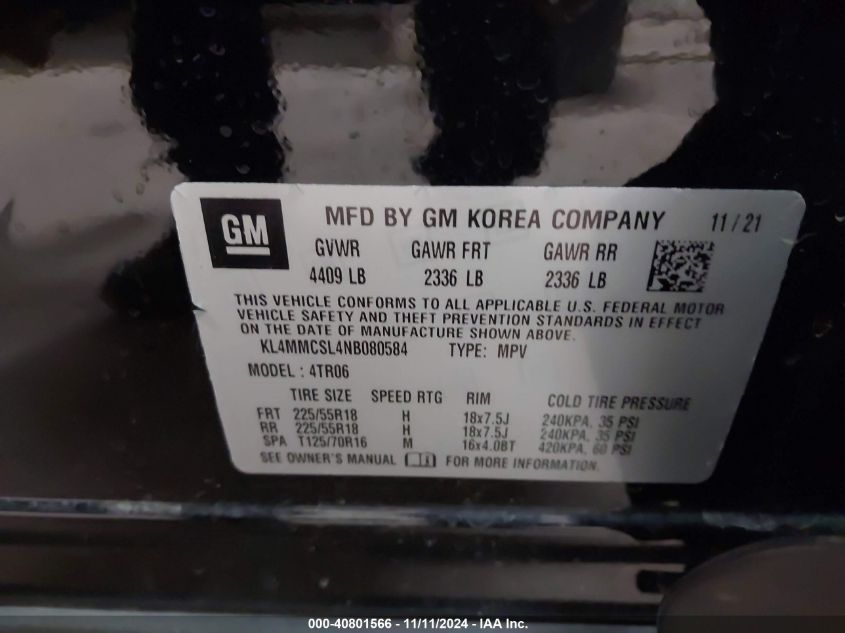 GM
MFD BY GM KOREA COMPANY 11/21
GVWR GAWR FRT GAWR RR
4409 LB 2336 LB 2336 LB
THIS VEHICLE CONFORMS TO ALL APPLICABLE U.S. FEDERAL MOTOR
VEHICLE SAFETY AND THEFT PREVENTION STANDARDS IN EFFECT
ON THE DATE OF MANUFACTURE SHOWN ABOVE.
KL4MMCSL4NB080584 TYPE: MPV
MODEL : 4TR06
TIRE SIZE SPEED RTG RIM COLD TIRE PRESSURE
FRT 225/55R18 H 18x7.5J 240KPA, 35 PSI
RR 225/55R18 H 18x7.5J 240KPA, 35 PSI
SPA T125/70R16 M 16x4.0BT 420KPA, 60 PSI
SEE OWNER'S MANUAL FOR MORE INFORMATION.
000-40801566 - 11/11/2024 - IAA Inc.